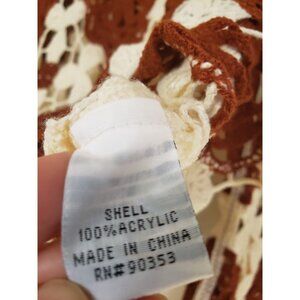 SHELL
100% ACRYLIC
MADE IN CHINA
RN# 90353